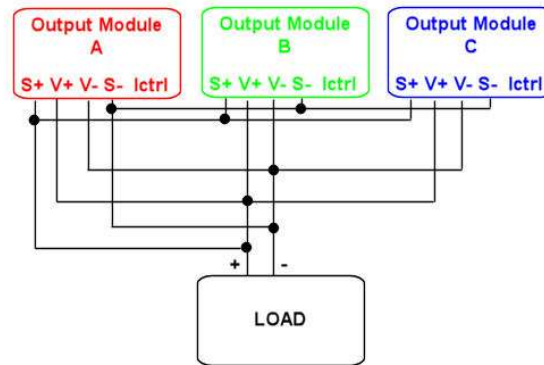 Output Module
A
S+ V+ V- S- Ictrl
Output Module
B
S+ V+ V- S- Ictrl
Output Module
C
S+ V+ V- S- Ictrl
+ -
LOAD